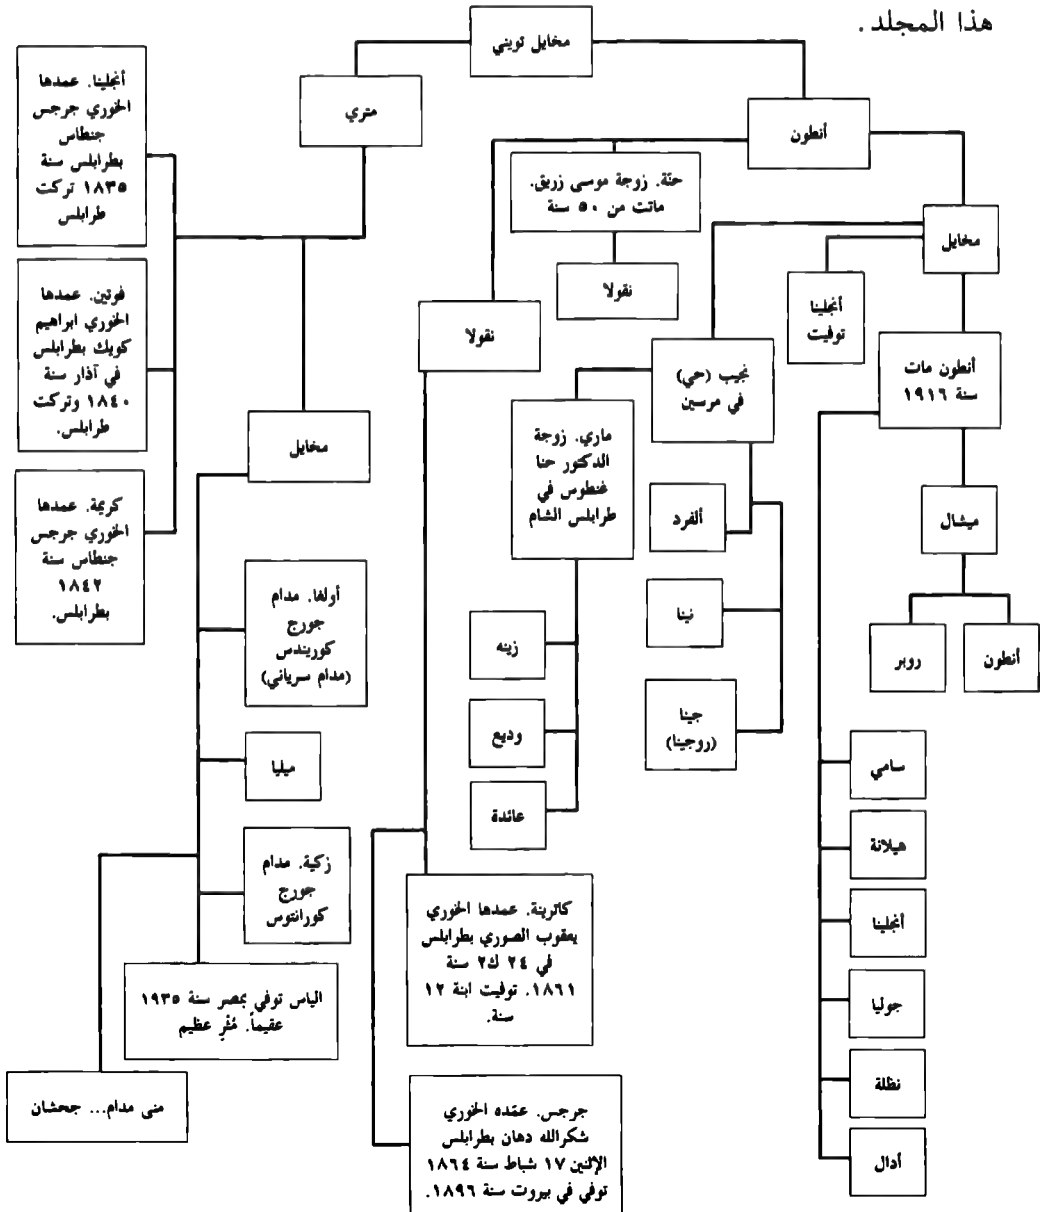 هذا المجلد.
مخايل تويني
متري
أنطون
أنجلينا. عمدها
الخوري جرجس
جنطاس
بطرابلس سنة
١٨٣٥ تركت
طرابلس
حنّة. زوجة موسى زريق.
ماتت من ٥٠ سنة
مخايل
نقولا
أنجلينا
توفيت
فوتين. عمدها
الخوري ابراهيم
كوبك بطرابلس
في آذار سنة
١٨٤٠ وتركت
طرابلس.
نقولا
نجيب (حي)
في مرسين
أنطون مات
سنة ١٩١٦
مخايل
ماري. زوجة
الدكتور حنا
غنطوس في
طرابلس الشام
كريمة. عمدها
الخوري جرجس
جنطاس سنة
١٨٤٢
بطرابلس.
ألفرد
ميشال
أولغا. مدام
جورج
كوريندس
(مدام سرياني)
زينه
نينا
روبر
أنطون
وديع
جينا
(روجينا)
ميليا
عائدة
سامي
هيلانة
زكية. مدام
جورج
كورانتوس
كاترينة. عمدها الخوري
يعقوب الصوري بطرابلس
في ٢٤ ك٢ سنة
١٨٦١. توفيت ابنة ١٢
سنة.
أنجلينا
الياس توفي بمصر سنة ١٩٣٥
عقيماً. مُثْرٍ عظيم
جوليا
نظلة
منى مدام... جحشان
جرجس. عمّده الخوري
شكرالله دهان بطرابلس
الإثنين ١٧ شباط سنة ١٨٦٤
توفي في بيروت سنة ١٨٩٦.
أدال